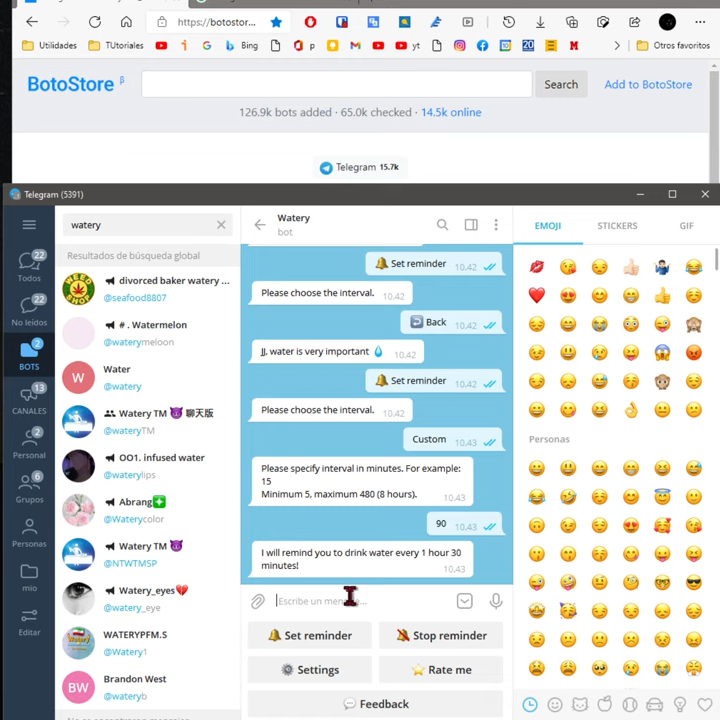 https://botostor...
Utilidades
TUtoriales
Bing
p
yt
20
M
Otros favoritos
BotoStore β
Search
Add to BotoStore
126.9k bots added · 65.0k checked · 14.5k online
Telegram 15.7k
Telegram (5391)
watery
Resultados de búsqueda global
22
Todos
22
No leídos
2
BOTS
13
CANALES
2
Personal
6
Grupos
Personas
mio
Editar
divorced baker watery ...
@seafood8807
# . Watermelon
@waterymeloon
W
Water
@watery
Watery TM 😈 聊天版
@wateryTM
OO1. infused water
@waterylips
Abrang
@Waterycolor
Watery TM 😈
@NTWTMSP
Watery_eyes💔
@watery_eye
WATERYPFM.S
@Watery1
BW
Brandon West
@wateryb
Watery
bot
🔔 Set reminder 10.42
Please choose the interval. 10.42
Back 10.42
JJ, water is very important 💧 10.42
🔔 Set reminder 10.42
Please choose the interval. 10.42
Custom 10.43
Please specify interval in minutes. For example:
15
Minimum 5, maximum 480 (8 hours). 10.43
90 10.43
I will remind you to drink water every 1 hour 30
minutes! 10.43
Escribe un men
🔔 Set reminder
🔕 Stop reminder
⚙ Settings
⭐ Rate me
💬 Feedback
EMOJI
STICKERS
GIF
Personas